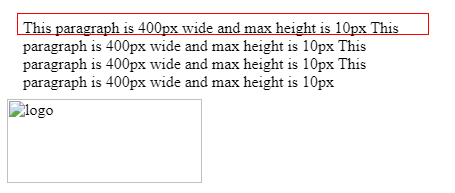 This paragraph is 400px wide and max height is 10px This
paragraph is 400px wide and max height is 10px This
paragraph is 400px wide and max height is 10px This
paragraph is 400px wide and max height is 10px
logo